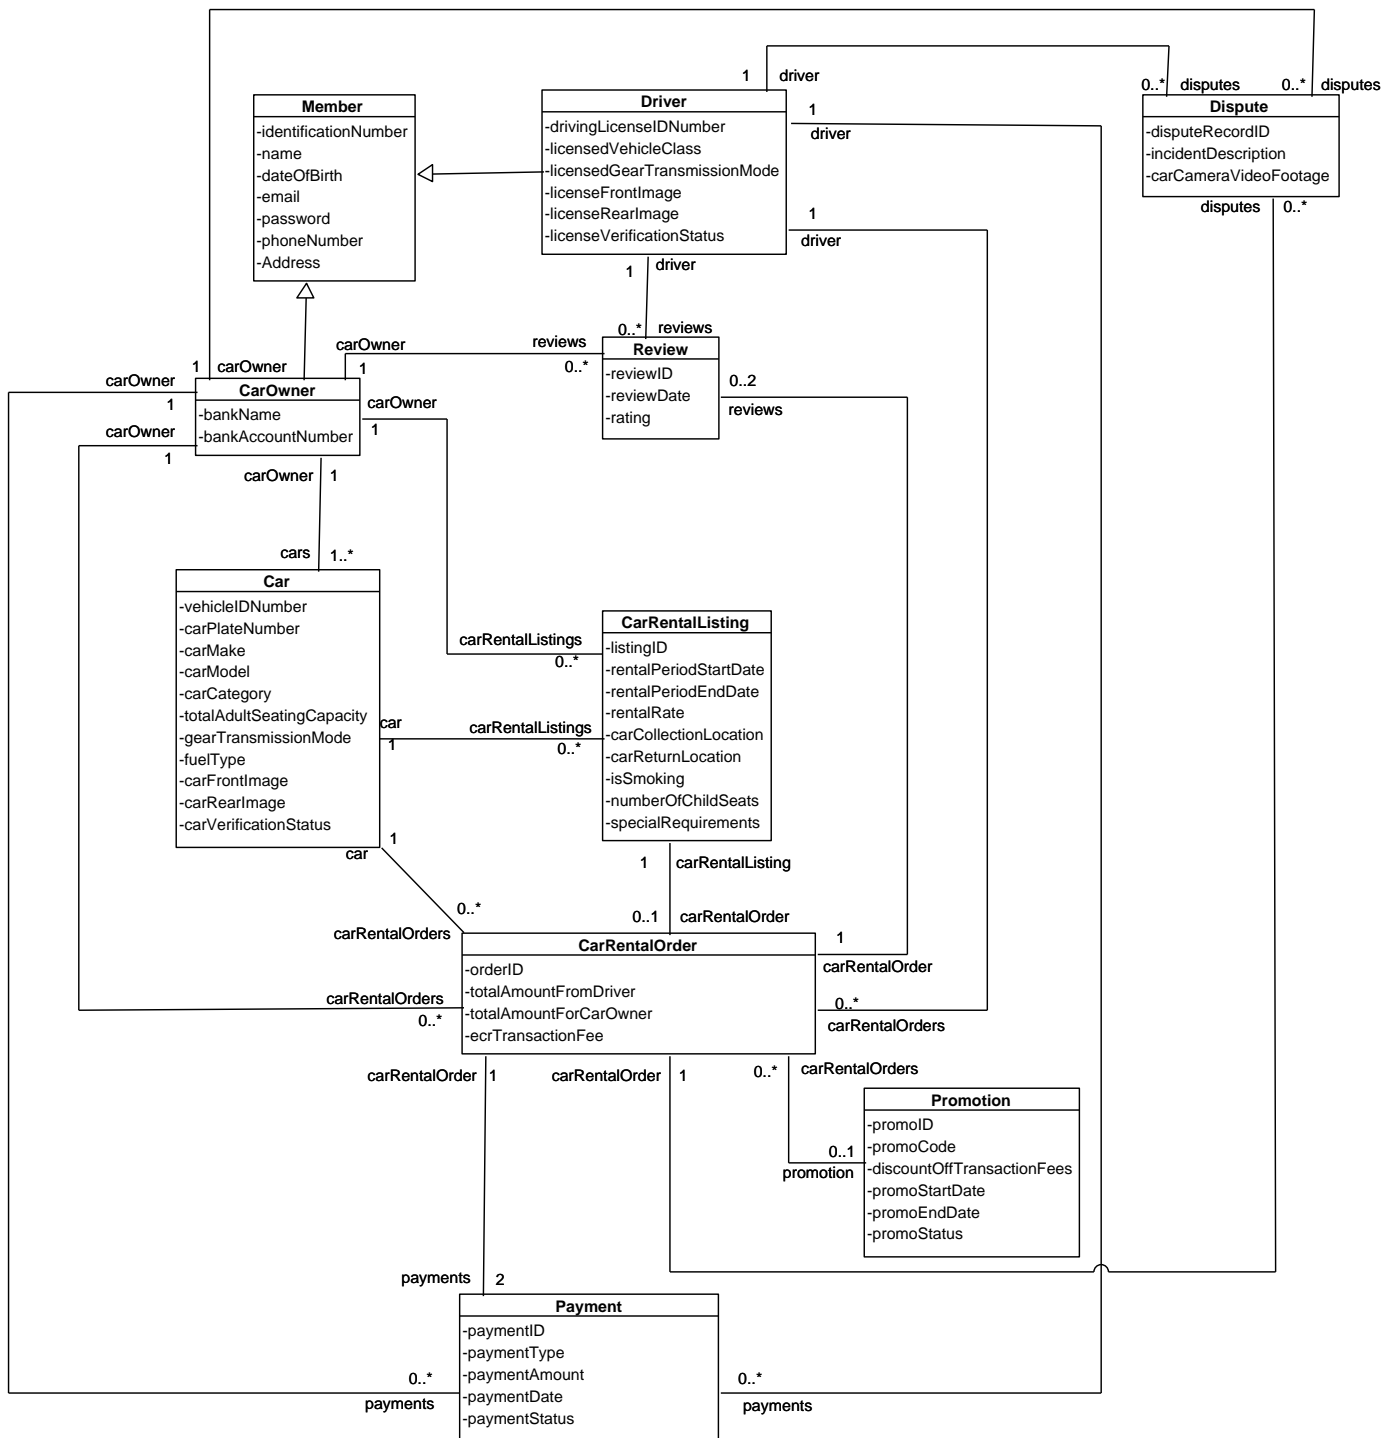 1 driver
0..* disputes
0..* disputes
Member
-identificationNumber
-name
-dateOfBirth
-email
-password
-phoneNumber
-Address
Driver
-drivingLicenseIDNumber
-licensedVehicleClass
-licensedGearTransmissionMode
-licenseFrontImage
-licenseRearImage
-licenseVerificationStatus
1
driver
1
driver
Dispute
-disputeRecordID
-incidentDescription
-carCameraVideoFootage
disputes 0..*
1 driver
0..* reviews
carOwner
1
reviews
0..*
Review
-reviewID
-reviewDate
-rating
0..2
reviews
1 carOwner
carOwner
1
carOwner
1
CarOwner
-bankName
-bankAccountNumber
carOwner
1
carOwner 1
cars 1..*
Car
-vehicleIDNumber
-carPlateNumber
-carMake
-carModel
-carCategory
-totalAdultSeatingCapacity
-gearTransmissionMode
-fuelType
-carFrontImage
-carRearImage
-carVerificationStatus
carRentalListings
0..*
car
1
carRentalListings
0..*
CarRentalListing
-listingID
-rentalPeriodStartDate
-rentalPeriodEndDate
-rentalRate
-carCollectionLocation
-carReturnLocation
-isSmoking
-numberOfChildSeats
-specialRequirements
1
car
1 carRentalListing
0..*
carRentalOrders
0..1 carRentalOrder
CarRentalOrder
-orderID
-totalAmountFromDriver
-totalAmountForCarOwner
-ecrTransactionFee
1
carRentalOrder
0..*
carRentalOrders
carRentalOrders
0..*
carRentalOrder 1
carRentalOrder 1
0..* carRentalOrders
0..1
promotion
Promotion
-promoID
-promoCode
-discountOffTransactionFees
-promoStartDate
-promoEndDate
-promoStatus
payments 2
Payment
-paymentID
-paymentType
-paymentAmount
-paymentDate
-paymentStatus
0..*
payments
0..*
payments